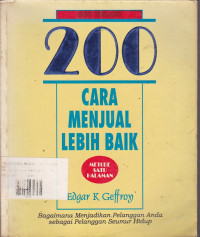 200
CARA
MENJUAL
LEBIH BAIK
METODE
SATU
HALAMAN
Edgar K Geffroy
Bagaimana Menjadikan Pelanggan Anda
sebagai Pelanggan Seumur Hidup